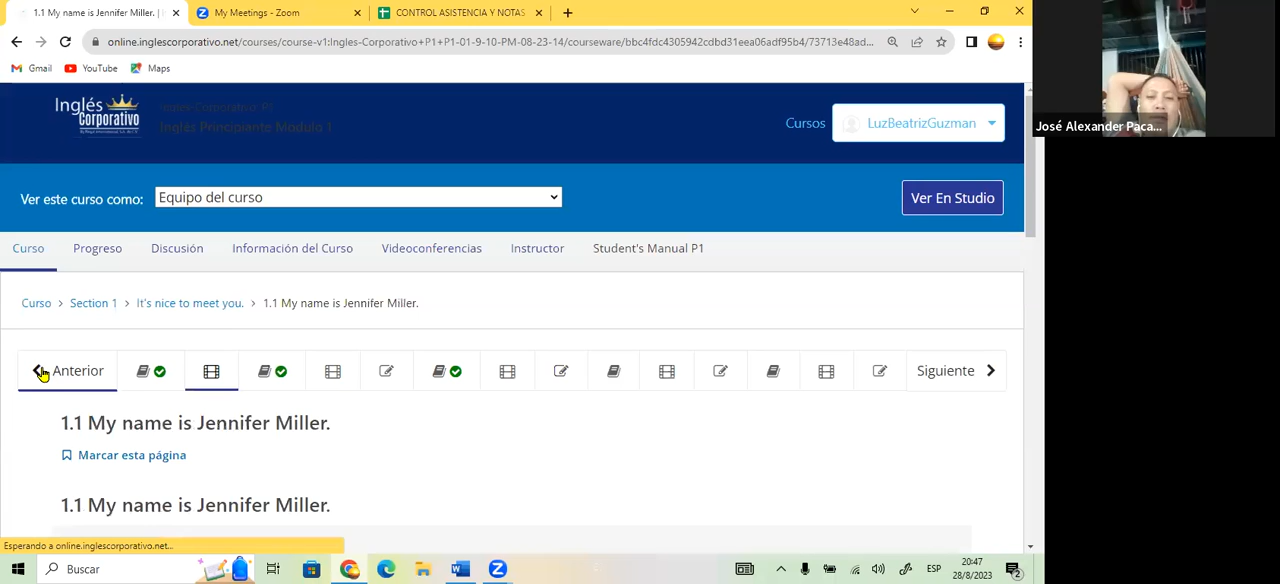 1.1 My name is Jennifer Miller. |
My Meetings - Zoom
CONTROL ASISTENCIA Y NOTAS
online.inglescorporativo.net/courses/course-v1:Ingles-Corporativo+P1+P1-01-9-10-PM-08-23-14/courseware/bbc4fdc4305942cdbd31eea06adf95b4/73713e48ad...
Gmail
YouTube
Maps
Inglés
Corporativo
Ingles-Corporativo P1
Inglés Principiante Modulo 1
Cursos
LuzBeatrizGuzman
José Alexander Paca...
Ver este curso como:
Equipo del curso
Ver En Studio
Curso
Progreso
Discusión
Información del Curso
Videoconferencias
Instructor
Student's Manual P1
Curso > Section 1 > It's nice to meet you. > 1.1 My name is Jennifer Miller.
Anterior
Siguiente
1.1 My name is Jennifer Miller.
Marcar esta página
1.1 My name is Jennifer Miller.
Esperando a online.inglescorporativo.net...
Buscar
ESP
20:47
28/8/2023
2